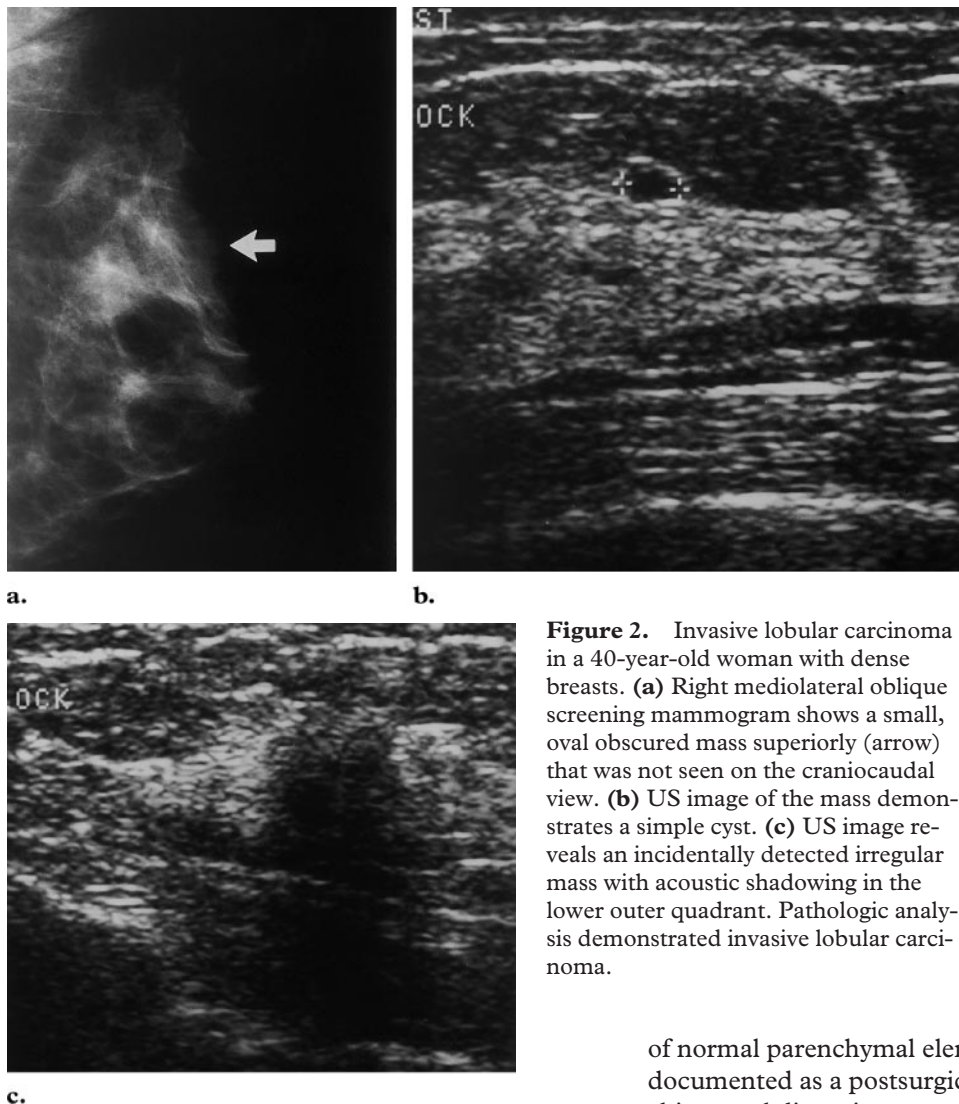 ST
OCK
a.
b.
OCK
c.
Figure 2. Invasive lobular carcinoma
in a 40-year-old woman with dense
breasts. (a) Right mediolateral oblique
screening mammogram shows a small,
oval obscured mass superiorly (arrow)
that was not seen on the craniocaudal
view. (b) US image of the mass demon-
strates a simple cyst. (c) US image re-
veals an incidentally detected irregular
mass with acoustic shadowing in the
lower outer quadrant. Pathologic analy-
sis demonstrated invasive lobular carci-
noma.
of normal parenchymal elem
documented as a postsurgic